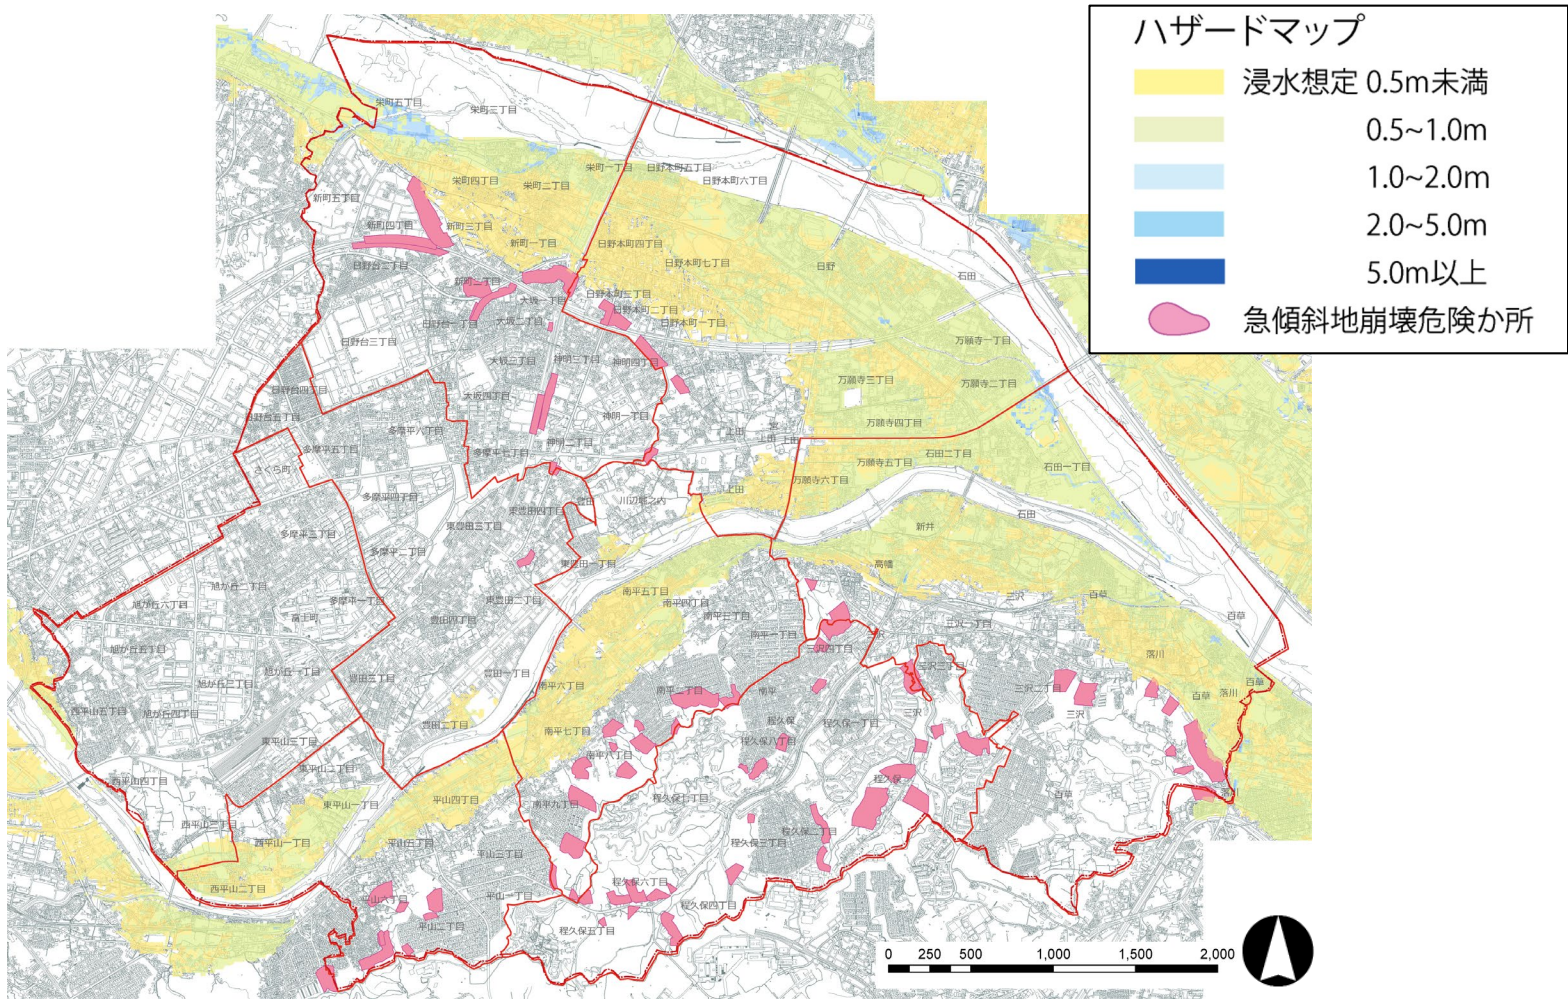 ハザードマップ
浸水想定 0.5m未満
0.5~1.0m
1.0~2.0m
2.0~5.0m
5.0m以上
急傾斜地崩壊危険か所
栄町五丁目
栄町三丁目
栄町一丁目
日野本町五丁目
日野本町六丁目
栄町四丁目
栄町二丁目
新町五丁目
新町四丁目
新町三丁目
新町一丁目
日野本町四丁目
日野本町七丁目
日野
石田
日野台二丁目
新町二丁目
大坂一丁目
日野本町三丁目
日野本町二丁目
日野本町一丁目
日野台一丁目
大坂二丁目
日野台三丁目
万願寺一丁目
大坂三丁目
神明三丁目
神明四丁目
万願寺三丁目
万願寺二丁目
日野台四丁目
大坂四丁目
日野台五丁目
神明一丁目
万願寺四丁目
多摩平六丁目
上田
宮
上田
上田
神明二丁目
多摩平五丁目
多摩平七丁目
石田二丁目
万願寺五丁目
石田一丁目
さくら町
万願寺六丁目
多摩平四丁目
豊田
川辺堀之内
上田
東豊田四丁目
石田
東豊田三丁目
新井
多摩平三丁目
多摩平二丁目
東豊田一丁目
高幡
旭が丘二丁目
南平五丁目
三沢
百草
旭が丘六丁目
多摩平一丁目
東豊田二丁目
南平四丁目
富士町
豊田四丁目
南平三丁目
百草
三沢一丁目
南平一丁目
三沢
旭が丘五丁目
三沢四丁目
落川
旭が丘一丁目
豊田一丁目
三沢三丁目
豊田三丁目
旭が丘三丁目
南平六丁目
南平二丁目
南平
三沢二丁目
百草
百草
落川
西平山五丁目
旭が丘四丁目
三沢
三沢
豊田二丁目
南平七丁目
程久保
程久保一丁目
東平山三丁目
程久保八丁目
南平八丁目
東平山二丁目
西平山四丁目
程久保
落川
百草
東平山一丁目
平山四丁目
南平九丁目
程久保七丁目
西平山三丁目
程久保二丁目
西平山一丁目
平山五丁目
程久保三丁目
平山三丁目
西平山二丁目
程久保六丁目
平山六丁目
平山一丁目
程久保四丁目
平山二丁目
程久保五丁目
0 250 500 1,000 1,500 2,000